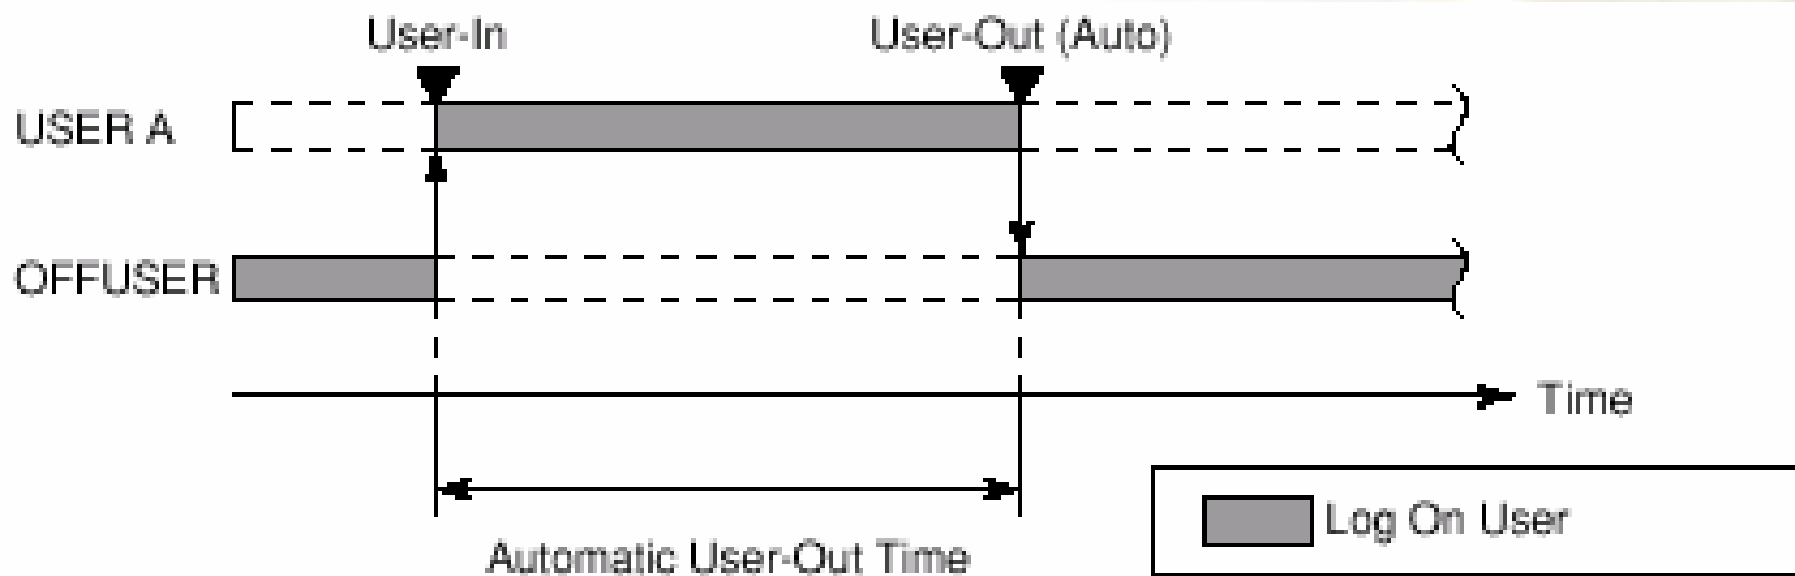 User-In
User-Out (Auto)
USER A
OFFUSER
Time
Log On User
Automatic User-Out Time